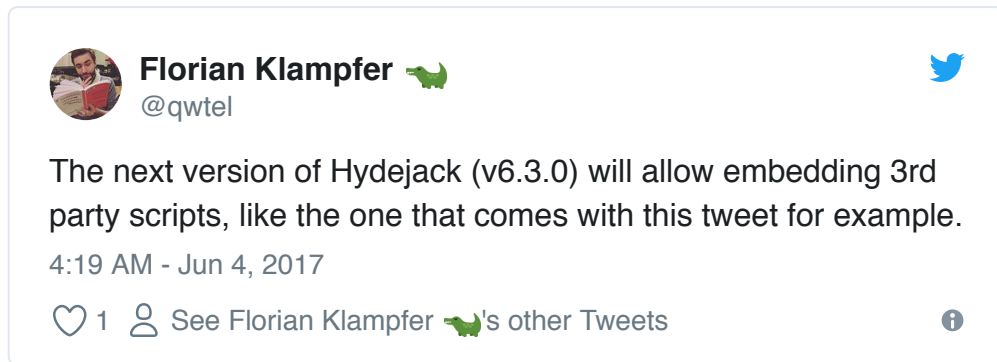 Florian Klampfer 🐊
@qwtel
The next version of Hydejack (v6.3.0) will allow embedding 3rd
party scripts, like the one that comes with this tweet for example.
4:19 AM - Jun 4, 2017
1 See Florian Klampfer 🐊's other Tweets